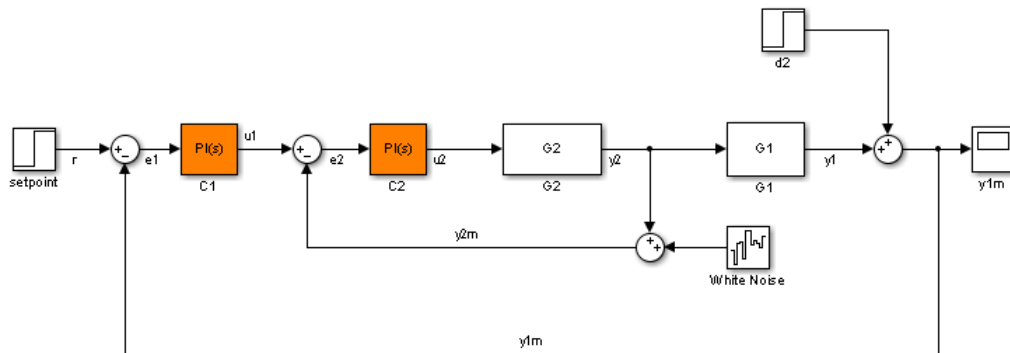 d2
setpoint
r
e1
PI(s)
C1
u1
e2
PI(s)
C2
u2
G2
G2
y2
G1
G1
y1
y1m
y2m
White Noise
y1m